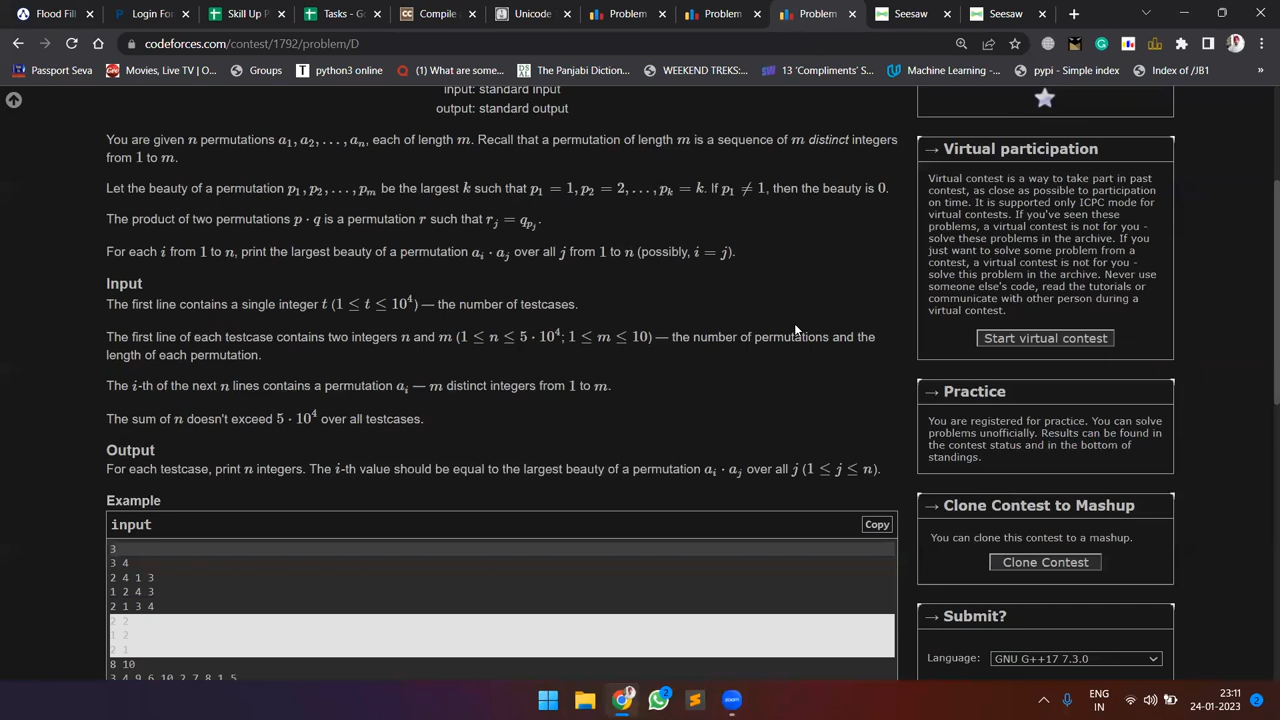 Flood Fill
Login For
Skill Up P
Tasks - Go
Compile
Unicode
Problem
Problem
Problem
Seesaw
Seesaw
codeforces.com/contest/1792/problem/D
Passport Seva
Movies, Live TV | O...
Groups
python3 online
(1) What are some...
The Panjabi Diction...
WEEKEND TREKS:...
13 'Compliments' S...
Machine Learning -...
pypi - Simple index
Index of /JB1
input: standard input
output: standard output
You are given n permutations a₁, a₂, . . . , aₙ, each of length m. Recall that a permutation of length m is a sequence of m distinct integers
from 1 to m.
Let the beauty of a permutation p₁, p₂, . . . , pₘ be the largest k such that p₁ = 1, p₂ = 2, . . . , pₖ = k. If p₁ ≠ 1, then the beauty is 0.
The product of two permutations p · q is a permutation r such that rⱼ = q_{pⱼ}.
For each i from 1 to n, print the largest beauty of a permutation aᵢ · aⱼ over all j from 1 to n (possibly, i = j).
Input
The first line contains a single integer t (1 ≤ t ≤ 10⁴) — the number of testcases.
The first line of each testcase contains two integers n and m (1 ≤ n ≤ 5 · 10⁴; 1 ≤ m ≤ 10) — the number of permutations and the
length of each permutation.
The i-th of the next n lines contains a permutation aᵢ — m distinct integers from 1 to m.
The sum of n doesn't exceed 5 · 10⁴ over all testcases.
Output
For each testcase, print n integers. The i-th value should be equal to the largest beauty of a permutation aᵢ · aⱼ over all j (1 ≤ j ≤ n).
Example
input
Copy
3
3 4
2 4 1 3
1 2 4 3
2 1 3 4
2 2
1 2
2 1
8 10
3 4 9 6 10 2 7 8 1 5
→ Virtual participation
Virtual contest is a way to take part in past
contest, as close as possible to participation
on time. It is supported only ICPC mode for
virtual contests. If you've seen these
problems, a virtual contest is not for you -
solve these problems in the archive. If you
just want to solve some problem from a
contest, a virtual contest is not for you -
solve this problem in the archive. Never use
someone else's code, read the tutorials or
communicate with other person during a
virtual contest.
Start virtual contest
→ Practice
You are registered for practice. You can solve
problems unofficially. Results can be found in
the contest status and in the bottom of
standings.
→ Clone Contest to Mashup
You can clone this contest to a mashup.
Clone Contest
→ Submit?
Language: GNU G++17 7.3.0
2
zoom
ENG
IN
23:11
24-01-2023
2